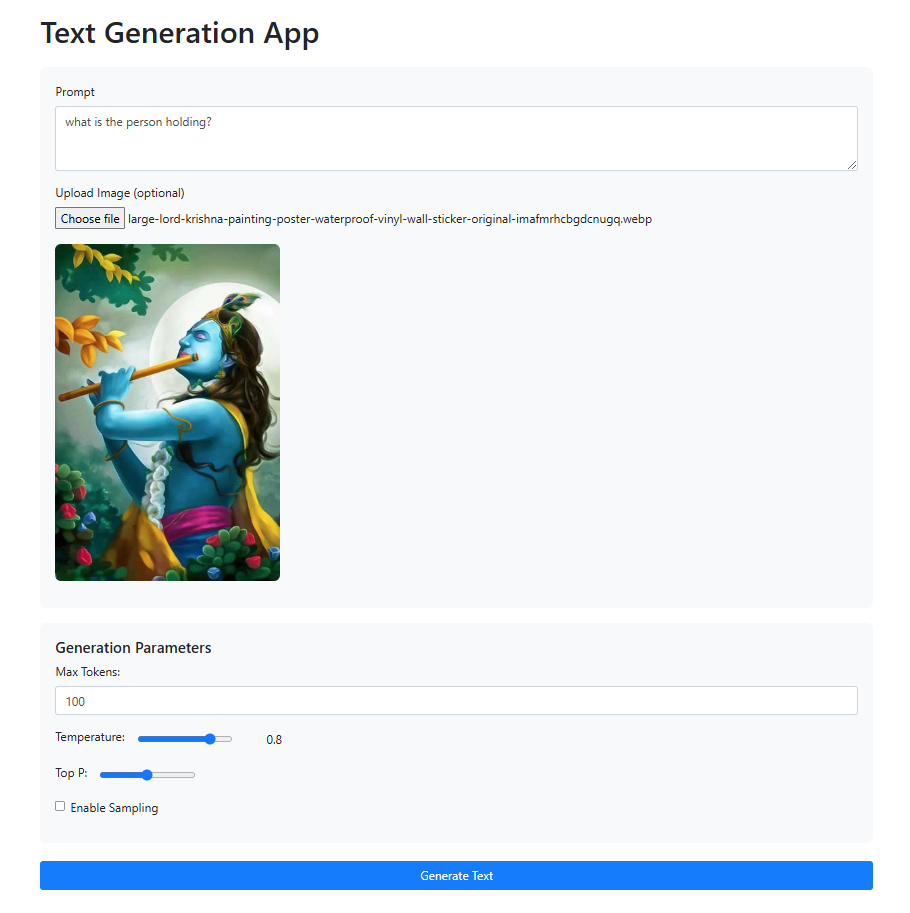 Text Generation App
Prompt
what is the person holding?
Upload Image (optional)
Choose file large-lord-krishna-painting-poster-waterproof-vinyl-wall-sticker-original-imafmrhcbgdcnugq.webp
Generation Parameters
Max Tokens:
100
Temperature: 0.8
Top P:
Enable Sampling
Generate Text